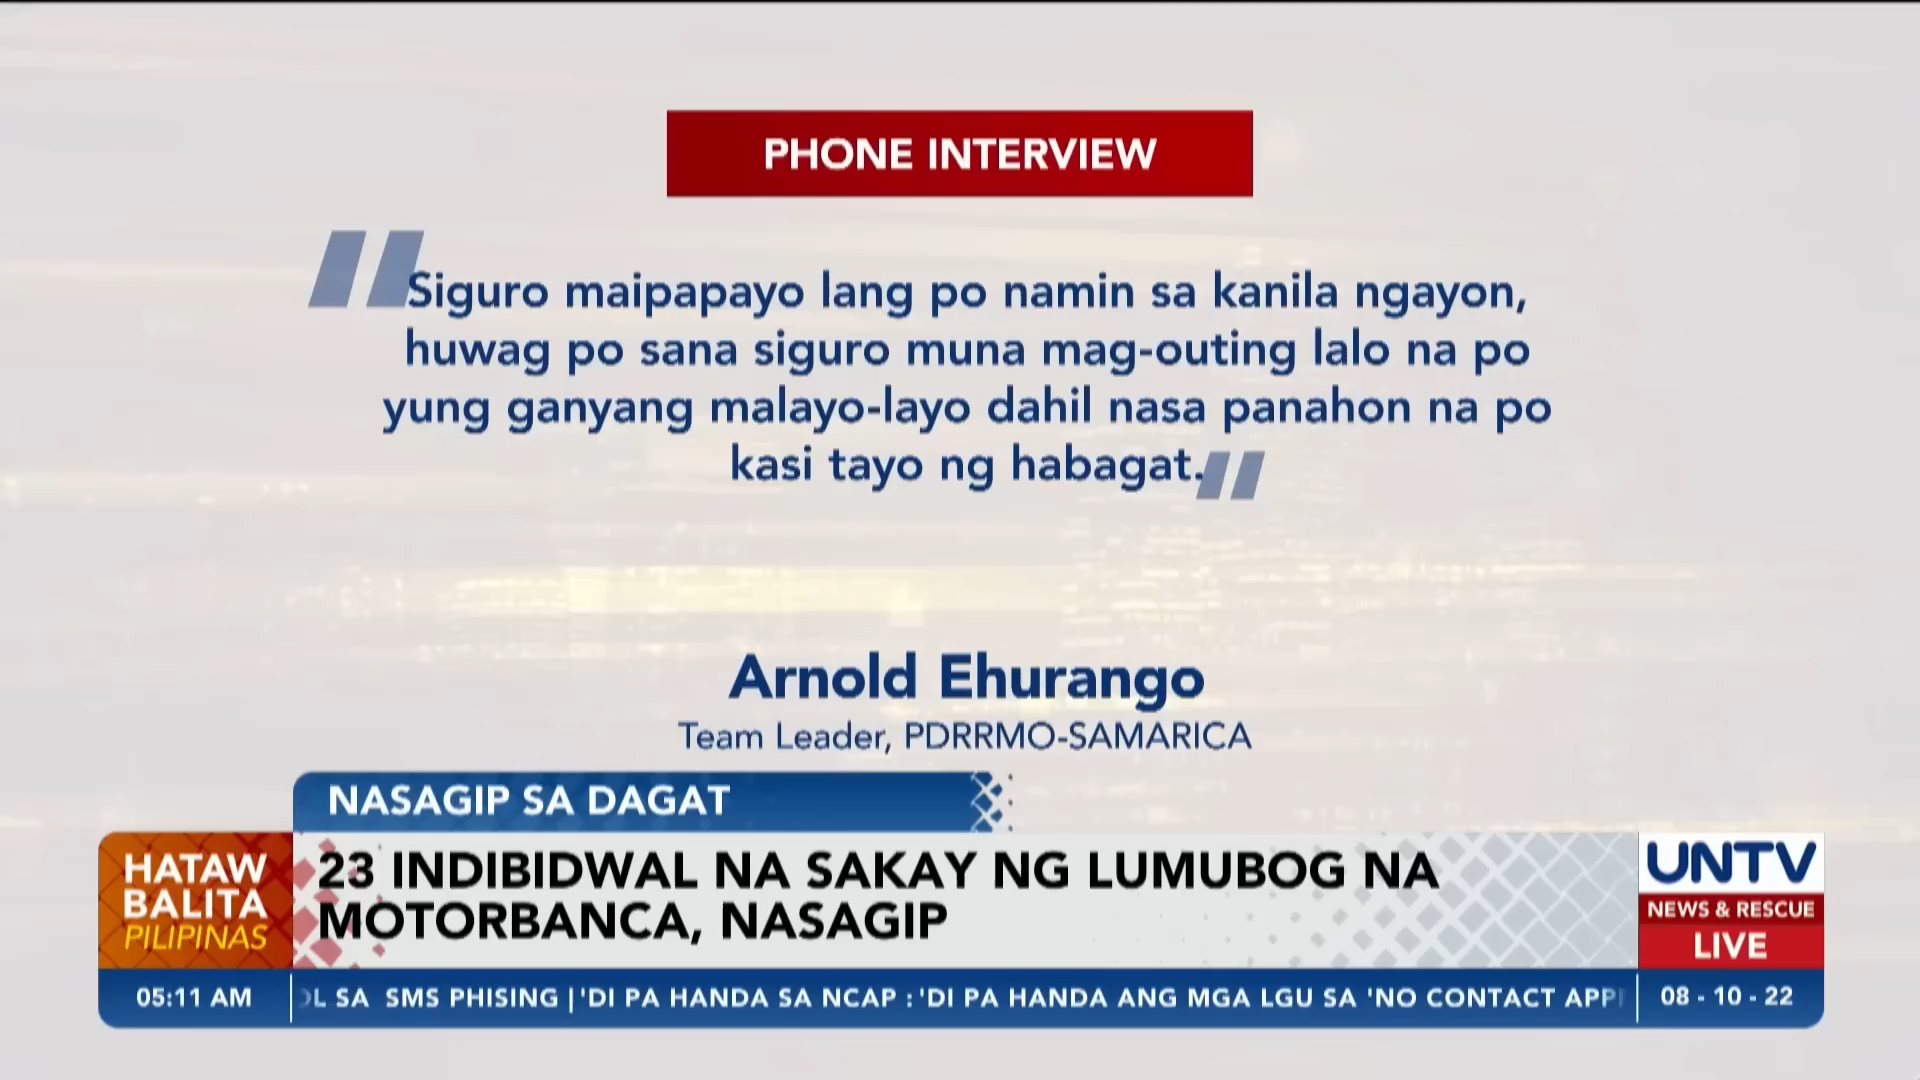 PHONE INTERVIEW
"Siguro maipapayo lang po namin sa kanila ngayon,
huwag po sana siguro muna mag-outing lalo na po
yung ganyang malayo-layo dahil nasa panahon na po
kasi tayo ng habagat."
Arnold Ehurango
Team Leader, PDRRMO-SAMARICA
NASAGIP SA DAGAT
HATAW
BALITA
PILIPINAS
23 INDIBIDWAL NA SAKAY NG LUMUBOG NA
MOTORBANCA, NASAGIP
UNTV
NEWS & RESCUE
LIVE
05:11 AM
SA SMS PHISING | 'DI PA HANDA SA NCAP : 'DI PA HANDA ANG MGA LGU SA 'NO CONTACT APP
08 - 10 - 22